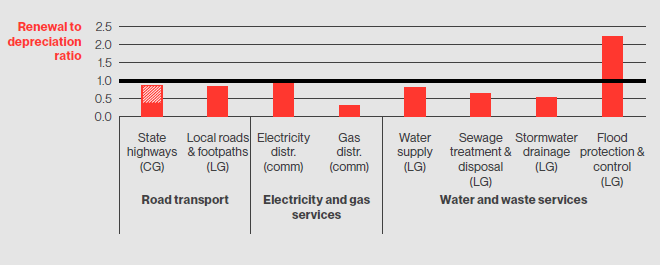 Renewal to
depreciation
ratio
2.5
2.0
1.5
1.0
0.5
0.0
State
highways
(CG)
Local roads
& footpaths
(LG)
Electricity
distr.
(comm)
Gas
distr.
(comm)
Water
supply
(LG)
Sewage
treatment &
disposal
(LG)
Stormwater
drainage
(LG)
Flood
protection &
control
(LG)
Road transport
Electricity and gas
services
Water and waste services